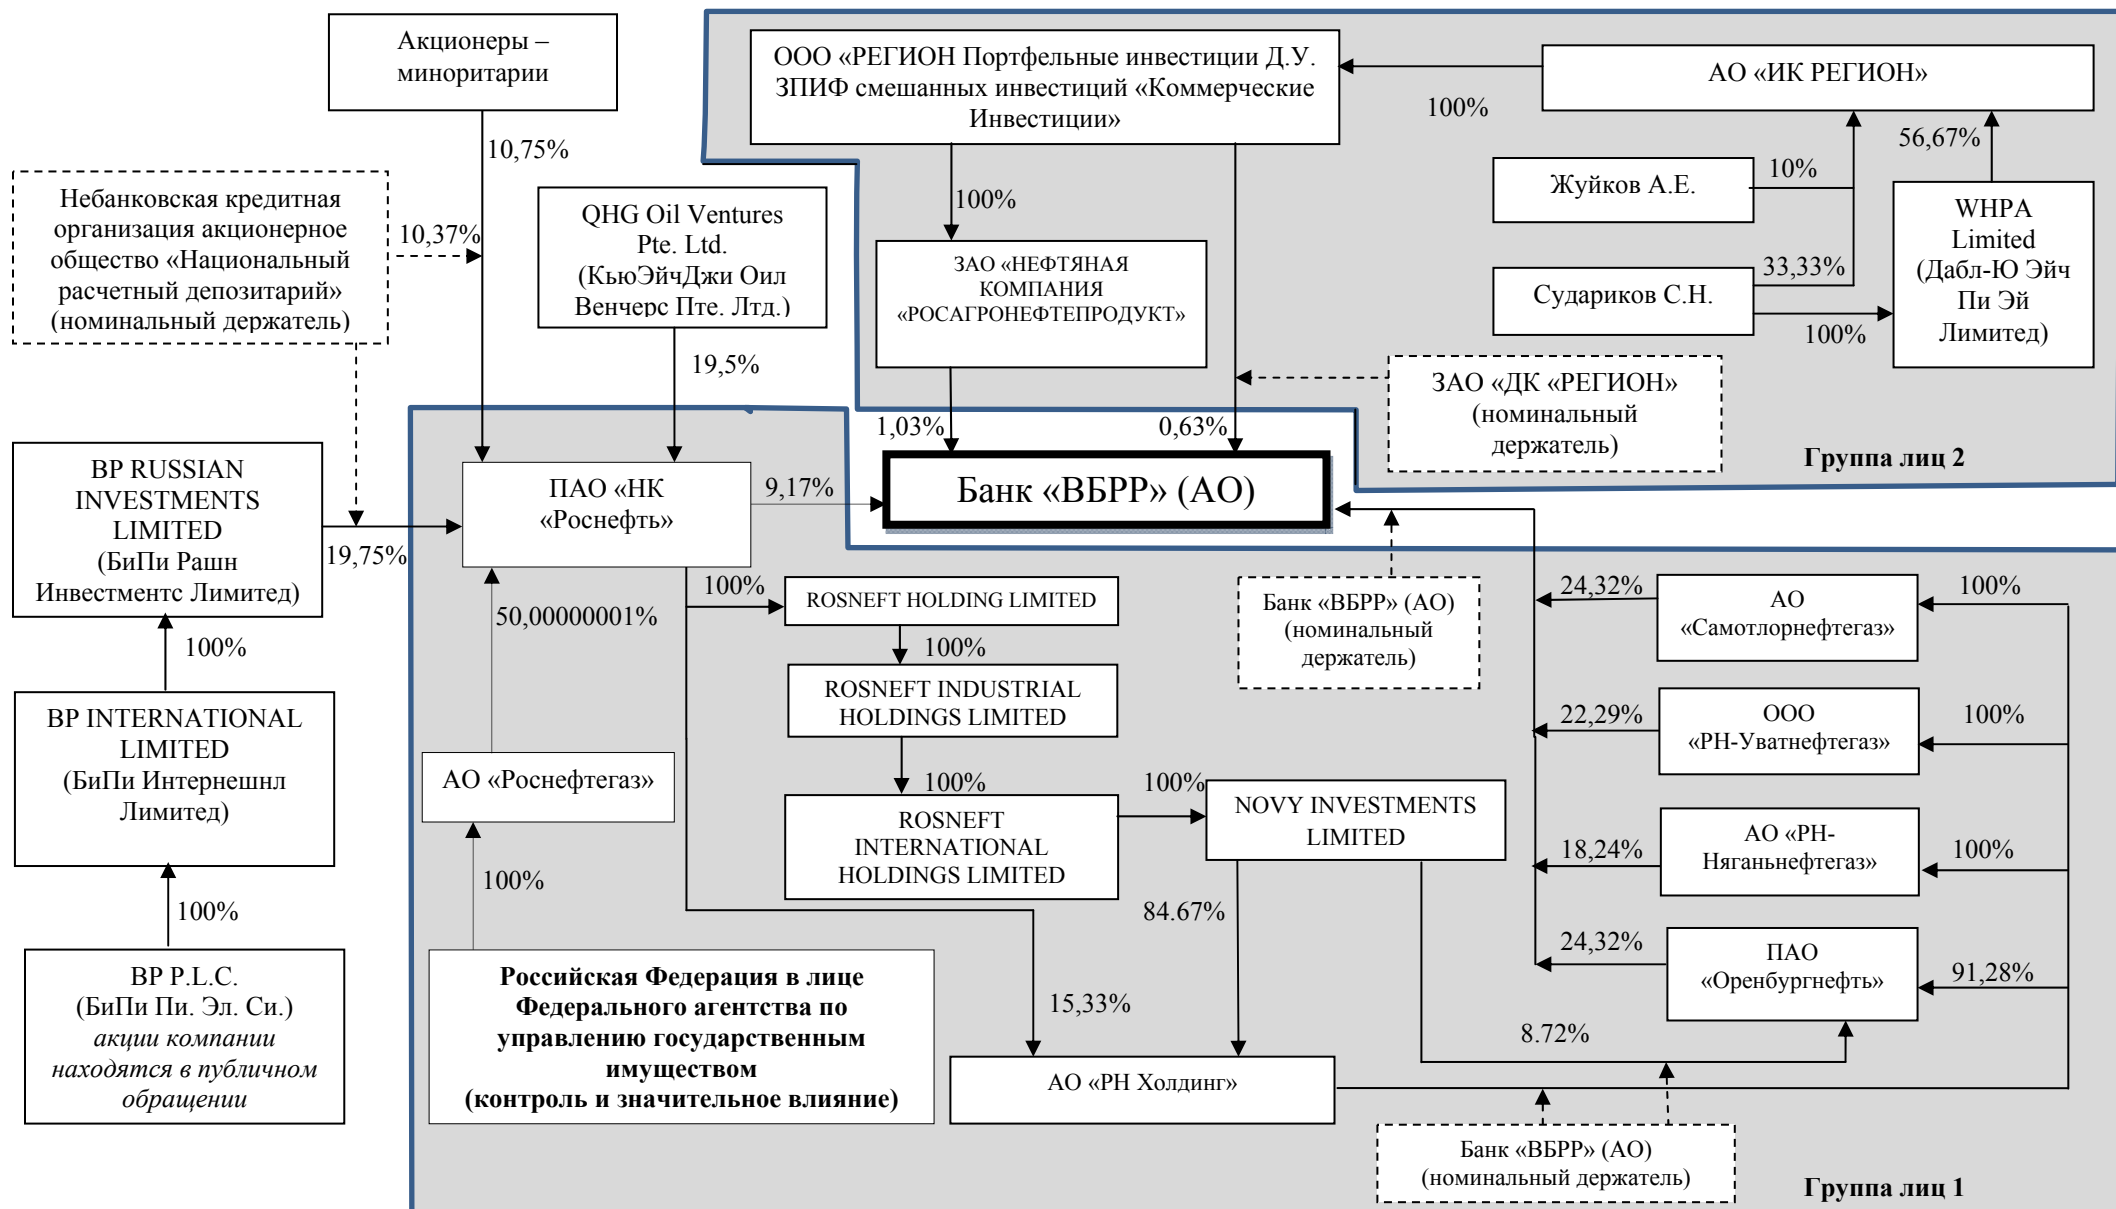 Акционеры –
миноритарии
10,75%
Небанковская кредитная
организация акционерное
общество «Национальный
расчетный депозитарий»
(номинальный держатель)
10,37%
QHG Oil Ventures
Pte. Ltd.
(КьюЭйчДжи Оил
Венчерс Пте. Лтд.)
19,5%
ООО «РЕГИОН Портфельные инвестиции Д.У.
ЗПИФ смешанных инвестиций «Коммерческие
Инвестиции»
100%
АО «ИК РЕГИОН»
56,67%
Жуйков А.Е.
10%
Судариков С.Н.
33,33%
100%
WHPA
Limited
(Дабл-Ю Эйч
Пи Эй
Лимитед)
100%
ЗАО «НЕФТЯНАЯ
КОМПАНИЯ
«РОСАГРОНЕФТЕПРОДУКТ»
1,03%
0,63%
ЗАО «ДК «РЕГИОН»
(номинальный
держатель)
Группа лиц 2
BP RUSSIAN
INVESTMENTS
LIMITED
(БиПи Рашн
Инвестментс Лимитед)
19,75%
100%
BP INTERNATIONAL
LIMITED
(БиПи Интернешнл
Лимитед)
100%
BP P.L.C.
(БиПи Пи. Эл. Си.)
акции компании
находятся в публичном
обращении
ПАО «НК
«Роснефть»
9,17%
Банк «ВБРР» (АО)
50,00000001%
АО «Роснефтегаз»
100%
Российская Федерация в лице
Федерального агентства по
управлению государственным
имуществом
(контроль и значительное влияние)
100%
ROSNEFT HOLDING LIMITED
100%
ROSNEFT INDUSTRIAL
HOLDINGS LIMITED
100%
ROSNEFT
INTERNATIONAL
HOLDINGS LIMITED
100%
NOVY INVESTMENTS
LIMITED
84.67%
15,33%
8.72%
АО «РН Холдинг»
Банк «ВБРР» (АО)
(номинальный
держатель)
24,32%
АО
«Самотлорнефтегаз»
100%
22,29%
ООО
«РН-Уватнефтегаз»
100%
18,24%
АО «РН-
Няганьнефтегаз»
100%
24,32%
ПАО
«Оренбургнефть»
91,28%
Банк «ВБРР» (АО)
(номинальный держатель)
Группа лиц 1